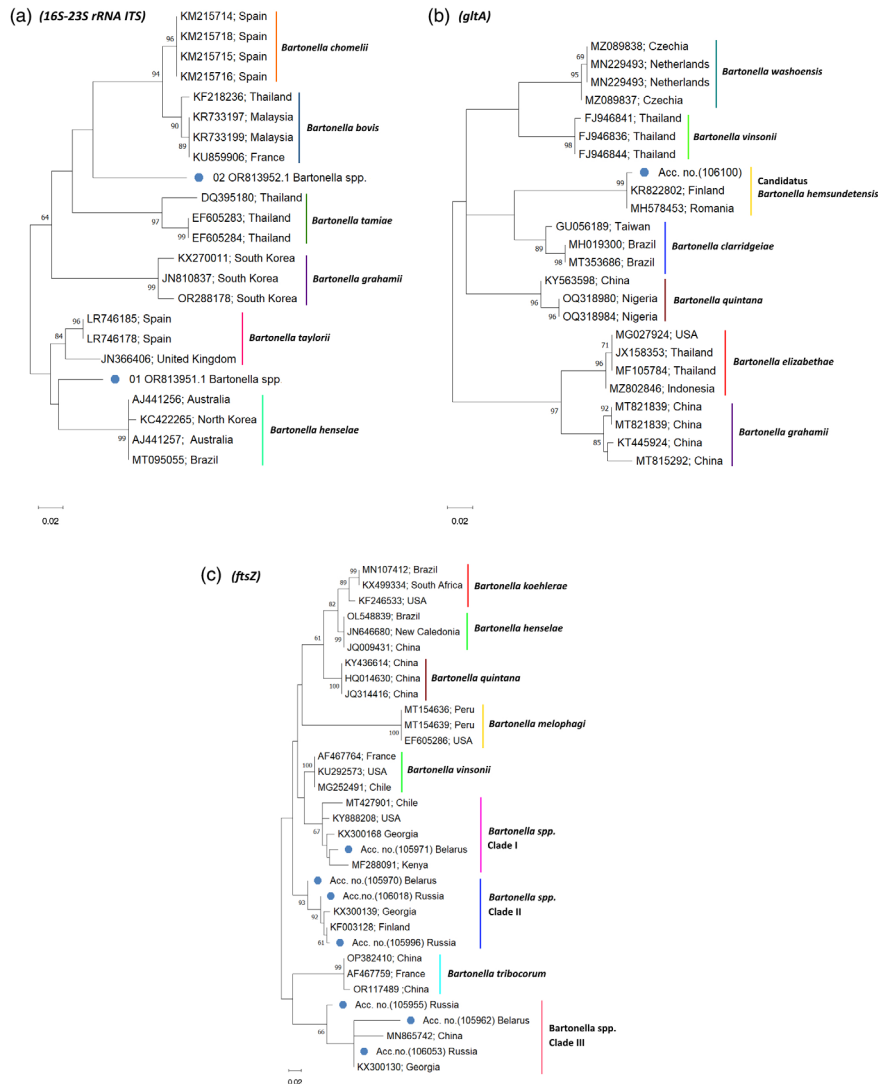 (a) (16S-23S rRNA ITS)
KM215714; Spain
96
KM215718; Spain
Bartonella chomelii
KM215715; Spain
94
KM215716; Spain
KF218236; Thailand
KR733197; Malaysia
90
Bartonella bovis
KR733199; Malaysia
89
KU859906; France
02 OR813952.1 Bartonella spp.
DQ395180; Thailand
64
EF605283; Thailand
Bartonella tamiae
97
EF605284; Thailand
99
KX270011; South Korea
JN810837; South Korea
Bartonella grahamii
99
OR288178; South Korea
LR746185; Spain
96
LR746178; Spain
Bartonella taylorii
84
JN366406; United Kingdom
01 OR813951.1 Bartonella spp.
AJ441256; Australia
KC422265; North Korea
Bartonella henselae
AJ441257; Australia
99
MT095055; Brazil
0.02
(b) (gltA)
MZ089838; Czechia
69
MN229493; Netherlands
Bartonella washoensis
95
MN229493; Netherlands
MZ089837; Czechia
FJ946841; Thailand
FJ946836; Thailand
Bartonella vinsonii
98
FJ946844; Thailand
Acc. no.(106100)
99
Candidatus
KR822802; Finland
Bartonella hemsundetensis
MH578453; Romania
GU056189; Taiwan
89
MH019300; Brazil
Bartonella clarridgeiae
98
MT353686; Brazil
KY563598; China
OQ318980; Nigeria
Bartonella quintana
96
96
OQ318984; Nigeria
MG027924; USA
71
JX158353; Thailand
Bartonella elizabethae
96
MF105784; Thailand
MZ802846; Indonesia
97
92
MT821839; China
MT821839; China
Bartonella grahamii
85
KT445924; China
MT815292; China
0.02
(c) (ftsZ)
99
MN107412; Brazil
89
KX499334; South Africa
Bartonella koehlerae
KF246533; USA
82
OL548839; Brazil
JN646680; New Caledonia
Bartonella henselae
61
99
JQ009431; China
KY436614; China
HQ014630; China
Bartonella quintana
100
JQ314416; China
MT154636; Peru
MT154639; Peru
Bartonella melophagi
100
EF605286; USA
AF467764; France
100
KU292573; USA
Bartonella vinsonii
MG252491; Chile
MT427901; Chile
KY888208; USA
Bartonella spp.
67
KX300168 Georgia
Clade I
Acc. no.(105971) Belarus
MF288091; Kenya
Acc. no.(105970) Belarus
93
Acc. no.(106018) Russia
Bartonella spp.
92
KX300139; Georgia
Clade II
KF003128; Finland
61
Acc. no.(105996) Russia
OP382410; China
99
AF467759; France
Bartonella tribocorum
OR117489 ;China
Acc. no.(105955) Russia
Acc. no.(105962) Belarus
66
Bartonella spp.
MN865742; China
Clade III
Acc.no.(106053) Russia
KX300130; Georgia
0.02